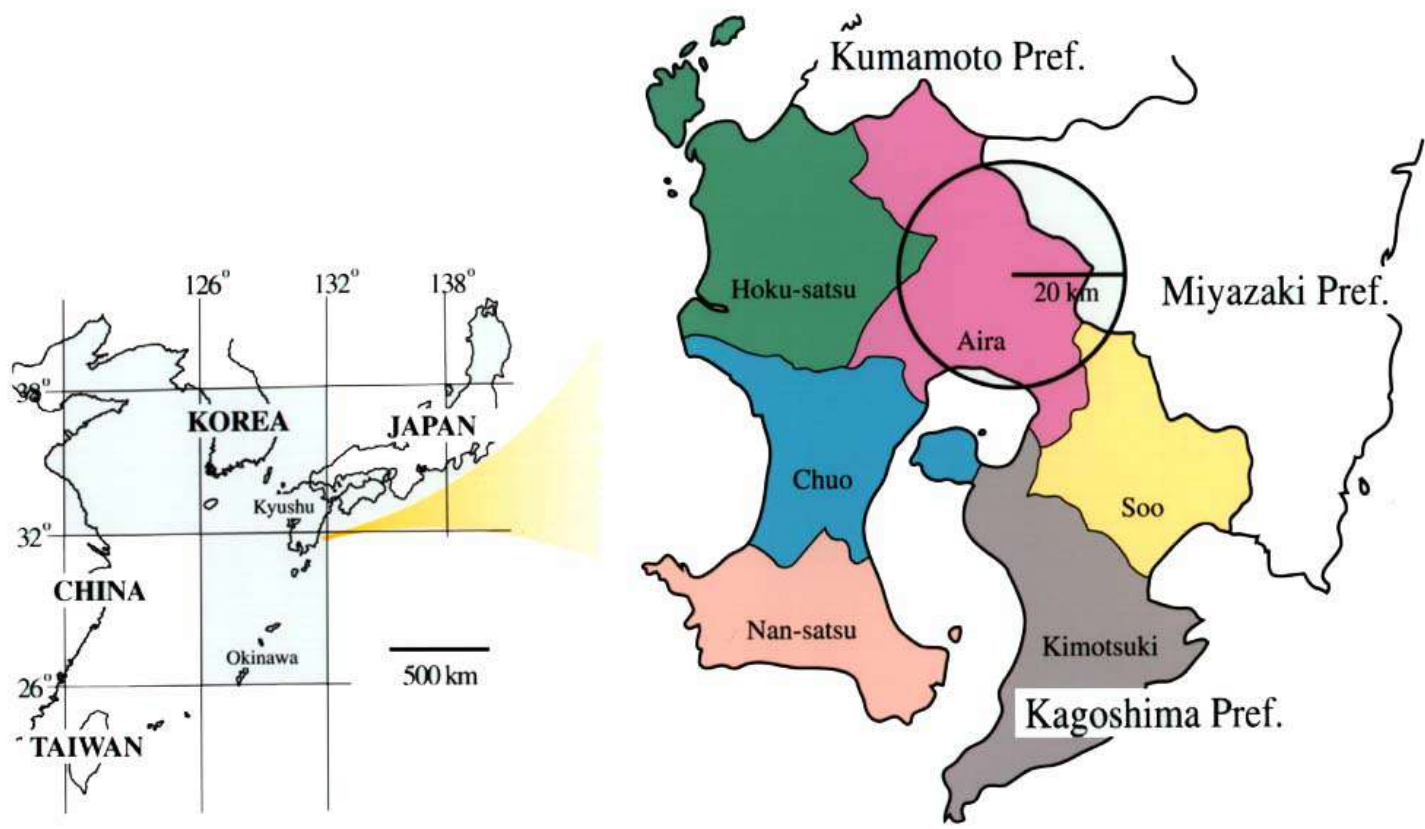 126°
132°
138°
38°
KOREA
JAPAN
Kyushu
32°
CHINA
Okinawa
500 km
26°
TAIWAN
Kumamoto Pref.
Hoku-satsu
20 km
Miyazaki Pref.
Aira
Chuo
Soo
Nan-satsu
Kimotsuki
Kagoshima Pref.